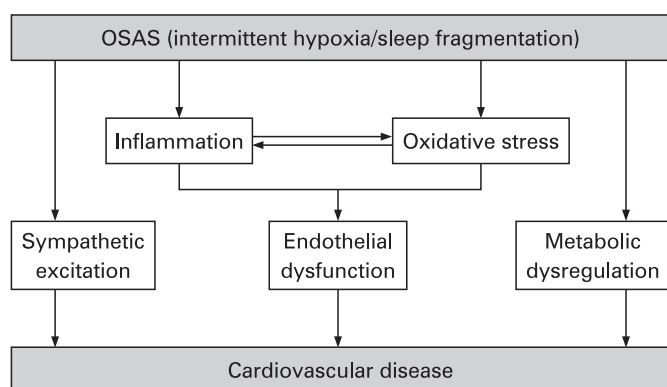 OSAS (intermittent hypoxia/sleep fragmentation)
Inflammation
Oxidative stress
Sympathetic
excitation
Endothelial
dysfunction
Metabolic
dysregulation
Cardiovascular disease